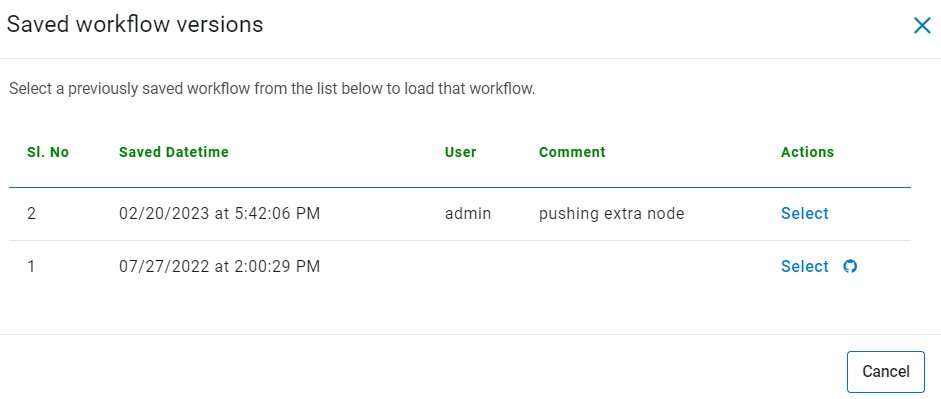 Saved workflow versions
Select a previously saved workflow from the list below to load that workflow.
Sl. No Saved Datetime User Comment Actions
2 02/20/2023 at 5:42:06 PM admin pushing extra node Select
1 07/27/2022 at 2:00:29 PM Select
Cancel